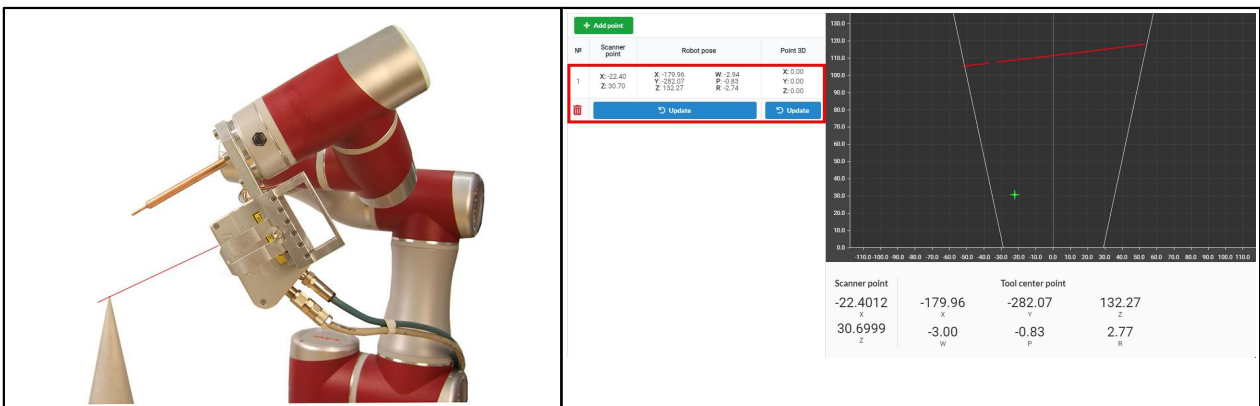 + Add point
№ Scanner point Robot pose Point 3D
1 X: -22.40 Z: 30.70 X: -179.96 Y: -282.07 Z: 132.27 W: -2.94 P: -0.83 R: -2.74 X: 0.00 Y: 0.00 Z: 0.00
Update Update
130.0
120.0
110.0
100.0
90.0
80.0
70.0
60.0
50.0
40.0
30.0
20.0
10.0
0.0
-110.0 -100.0 -90.0 -80.0 -70.0 -60.0 -50.0 -40.0 -30.0 -20.0 -10.0 0.0 10.0 20.0 30.0 40.0 50.0 60.0 70.0 80.0 90.0 100.0 110.0
Scanner point Tool center point
-22.4012 -179.96 -282.07 132.27
X X Y Z
30.6999 -3.00 -0.83 2.77
Z W P R